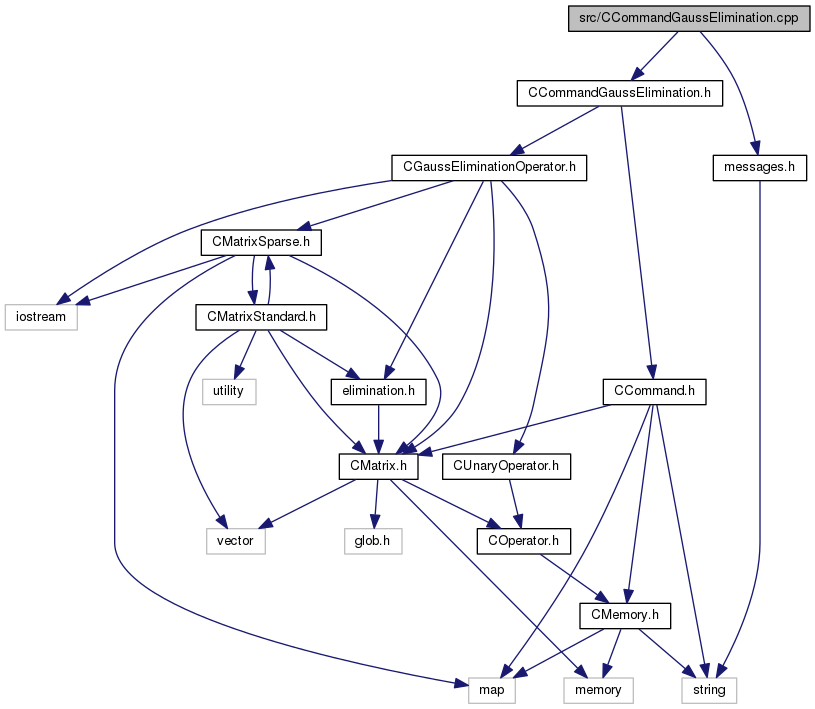 src/CCommandGaussElimination.cpp
CCommandGaussElimination.h
CGaussEliminationOperator.h
messages.h
CMatrixSparse.h
iostream
CMatrixStandard.h
utility
elimination.h
CCommand.h
CMatrix.h
CUnaryOperator.h
vector
glob.h
COperator.h
CMemory.h
map
memory
string